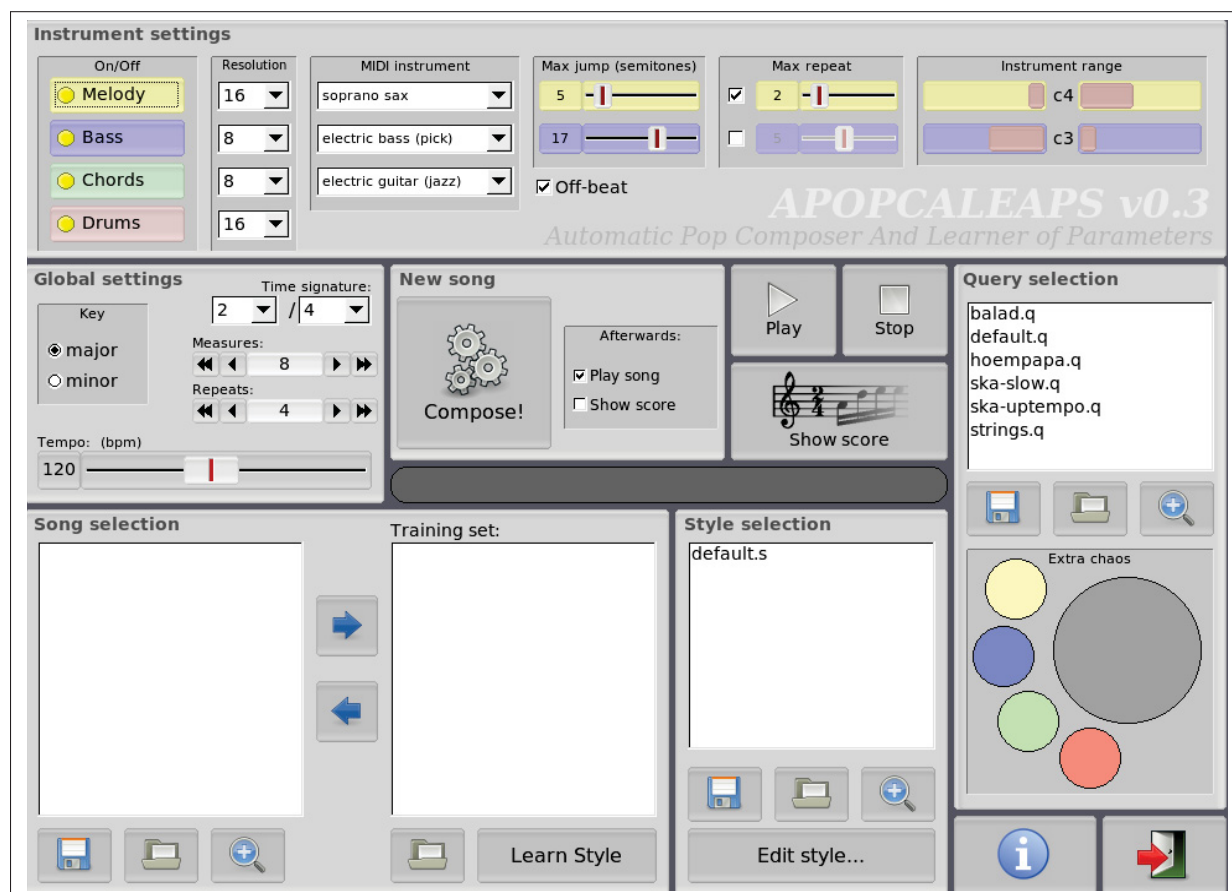 Instrument settings
On/Off
Melody
Bass
Chords
Drums
Resolution
16
8
8
16
MIDI instrument
soprano sax
electric bass (pick)
electric guitar (jazz)
Max jump (semitones)
5
17
Off-beat
Max repeat
2
5
Instrument range
c4
c3
APOPCALEAPS v0.3
Automatic Pop Composer And Learner of Parameters
Global settings
Key
major
minor
Time signature:
2 / 4
Measures:
8
Repeats:
4
Tempo: (bpm)
120
New song
Compose!
Afterwards:
Play song
Show score
Play
Stop
2
4
Show score
Query selection
balad.q
default.q
hoempapa.q
ska-slow.q
ska-uptempo.q
strings.q
Extra chaos
Song selection
Training set:
Learn Style
Style selection
default.s
Edit style...
i